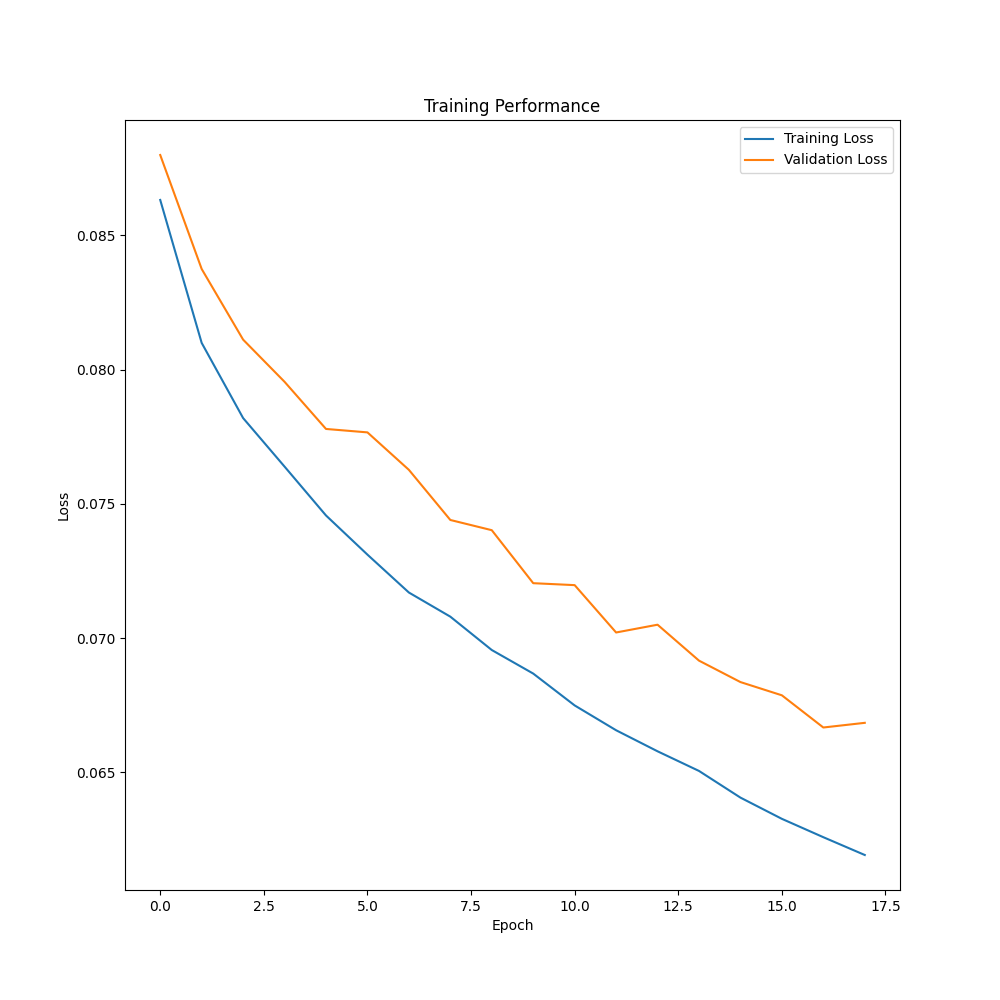 Training Performance
Training Loss
Validation Loss
0.085
0.080
0.075
0.070
0.065
Loss
0.0 2.5 5.0 7.5 10.0 12.5 15.0 17.5
Epoch